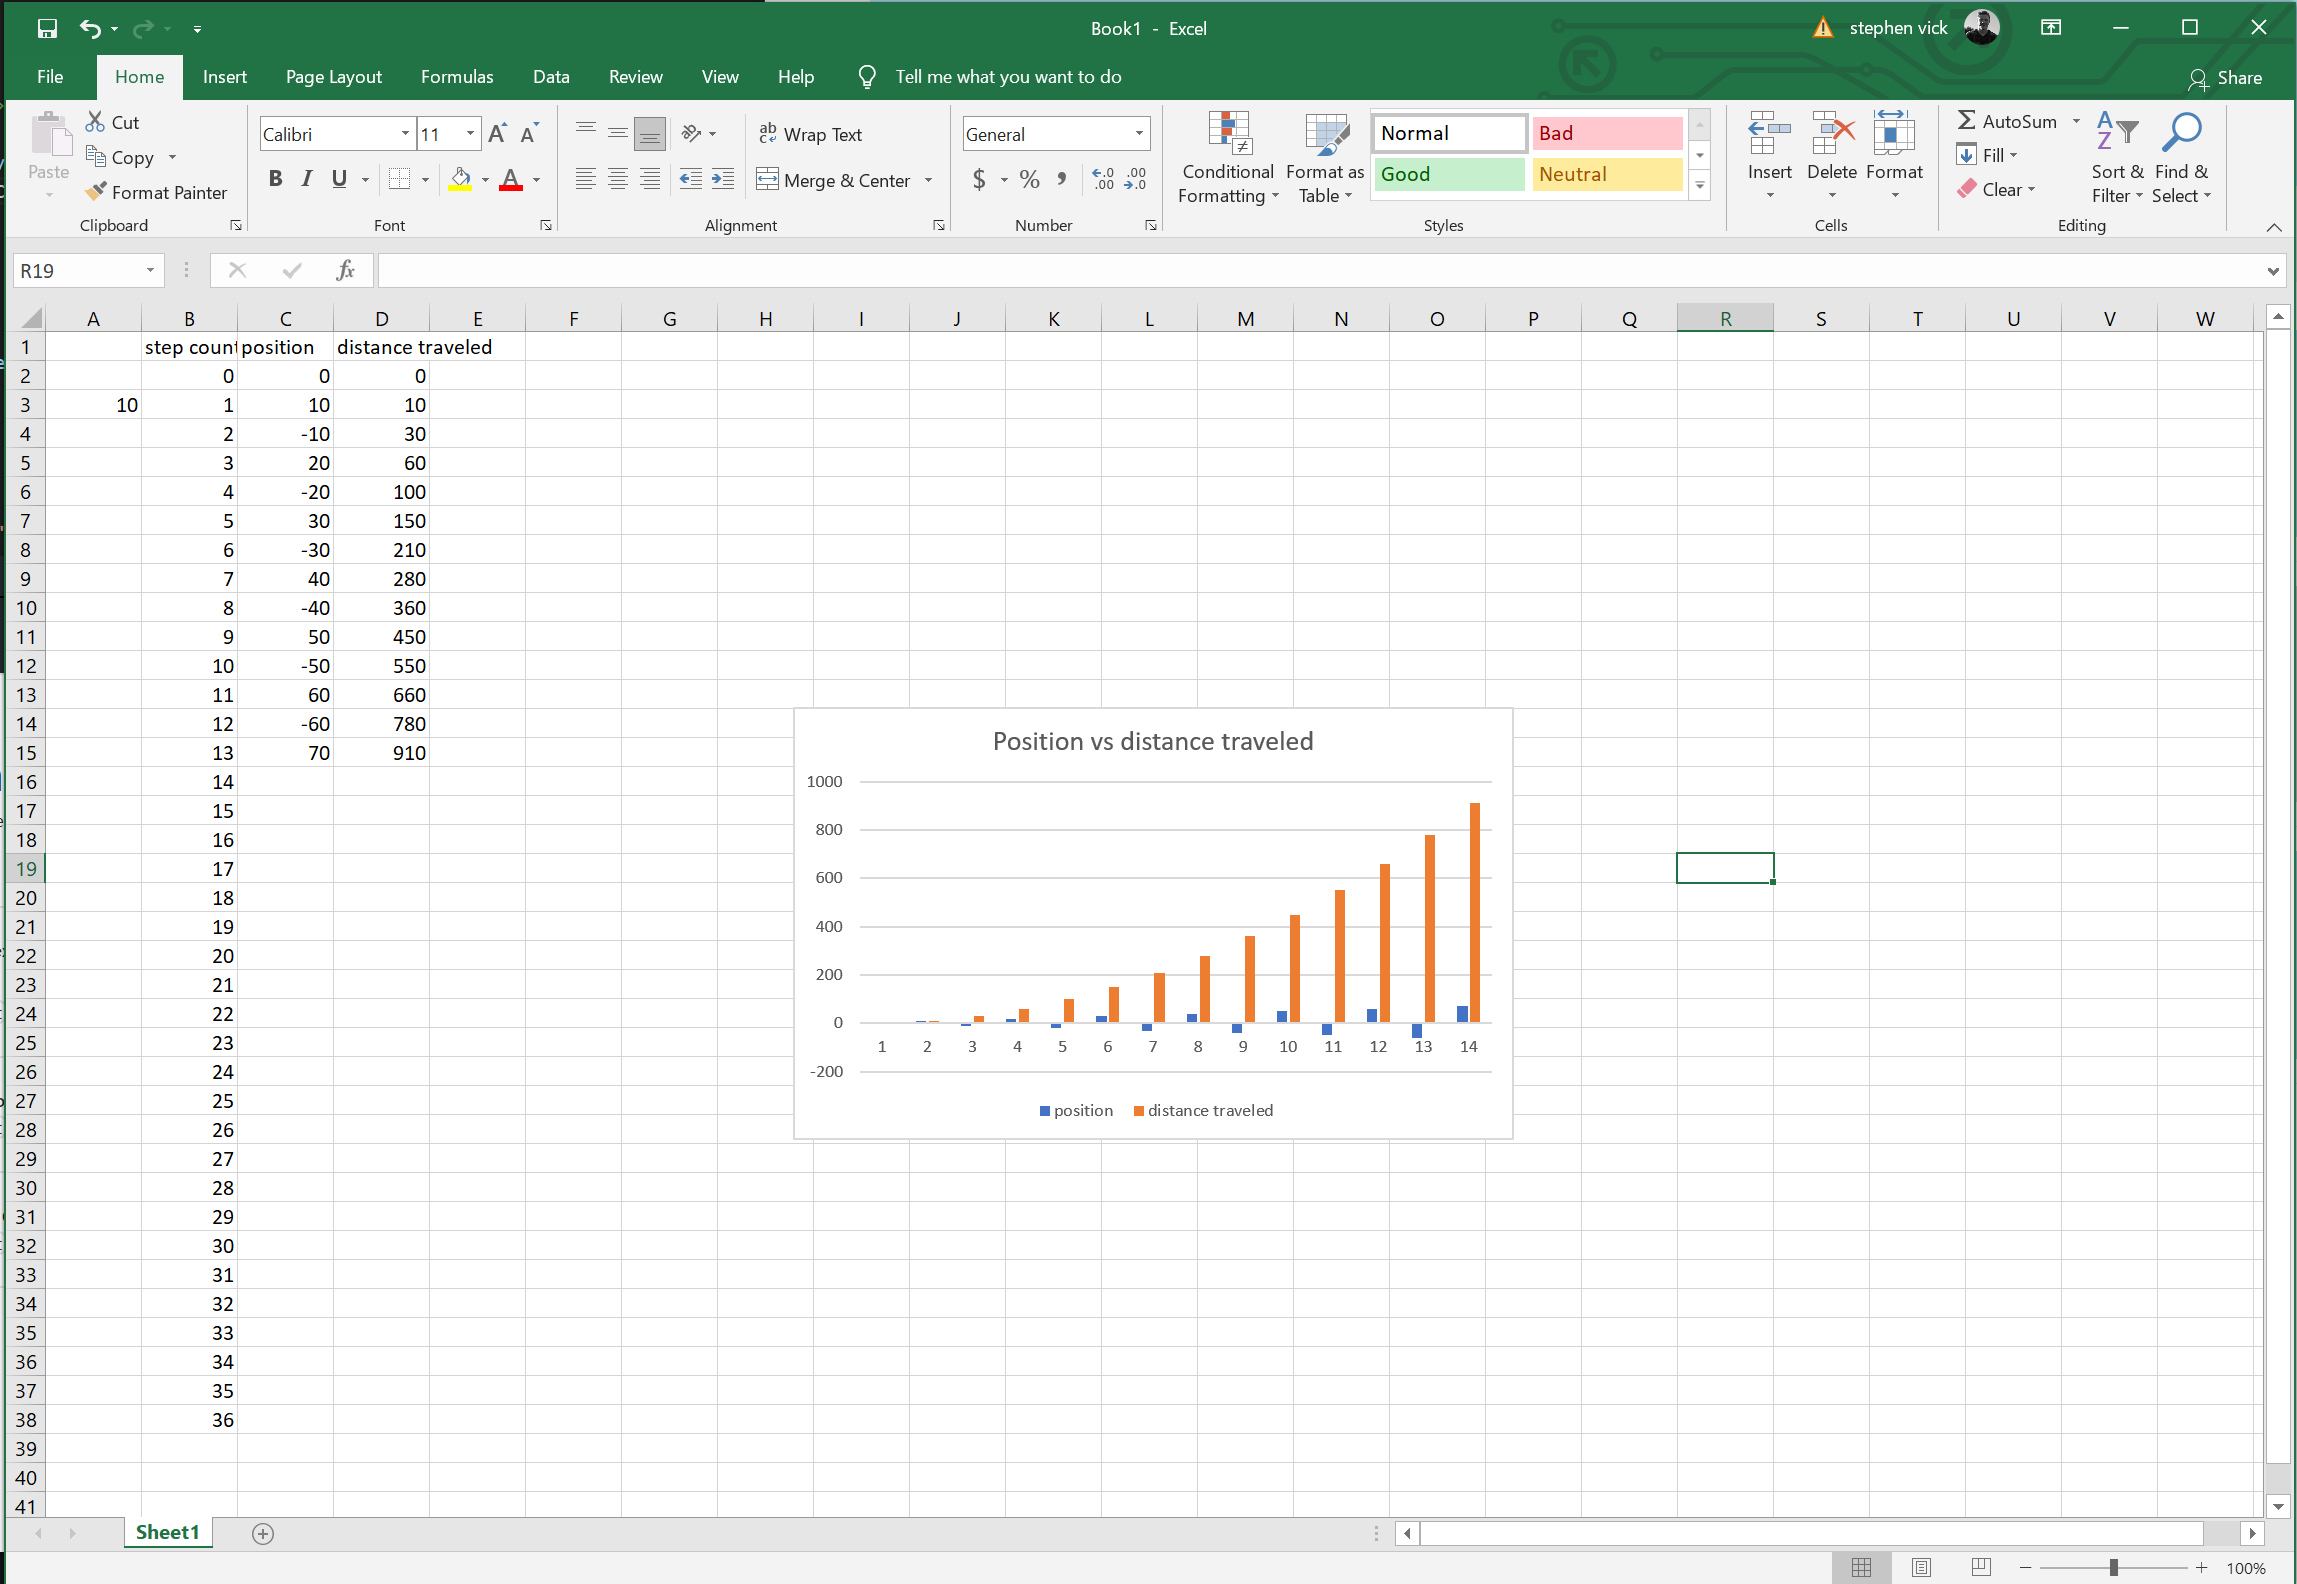 Book1 - Excel
stephen vick
File Home Insert Page Layout Formulas Data Review View Help Tell me what you want to do Share
Paste
Cut
Copy
Format Painter
Clipboard
Calibri 11
B I U
Font
Wrap Text
Merge & Center
Alignment
General
$ % ,
Number
Conditional Formatting
Format as Table
Normal Bad
Good Neutral
Styles
Insert Delete Format
Cells
AutoSum
Fill
Clear
Sort & Filter
Find & Select
Editing
R19 fx
A B C D E F G H I J K L M N O P Q R S T U V W
1 step count position distance traveled
2 0 0 0
3 10 1 10 10
4 2 -10 30
5 3 20 60
6 4 -20 100
7 5 30 150
8 6 -30 210
9 7 40 280
10 8 -40 360
11 9 50 450
12 10 -50 550
13 11 60 660
14 12 -60 780
15 13 70 910
16 14
17 15
18 16
19 17
20 18
21 19
22 20
23 21
24 22
25 23
26 24
27 25
28 26
29 27
30 28
31 29
32 30
33 31
34 32
35 33
36 34
37 35
38 36
39
40
41
Position vs distance traveled
1000
800
600
400
200
0
1 2 3 4 5 6 7 8 9 10 11 12 13 14
-200
position distance traveled
Sheet1
100%